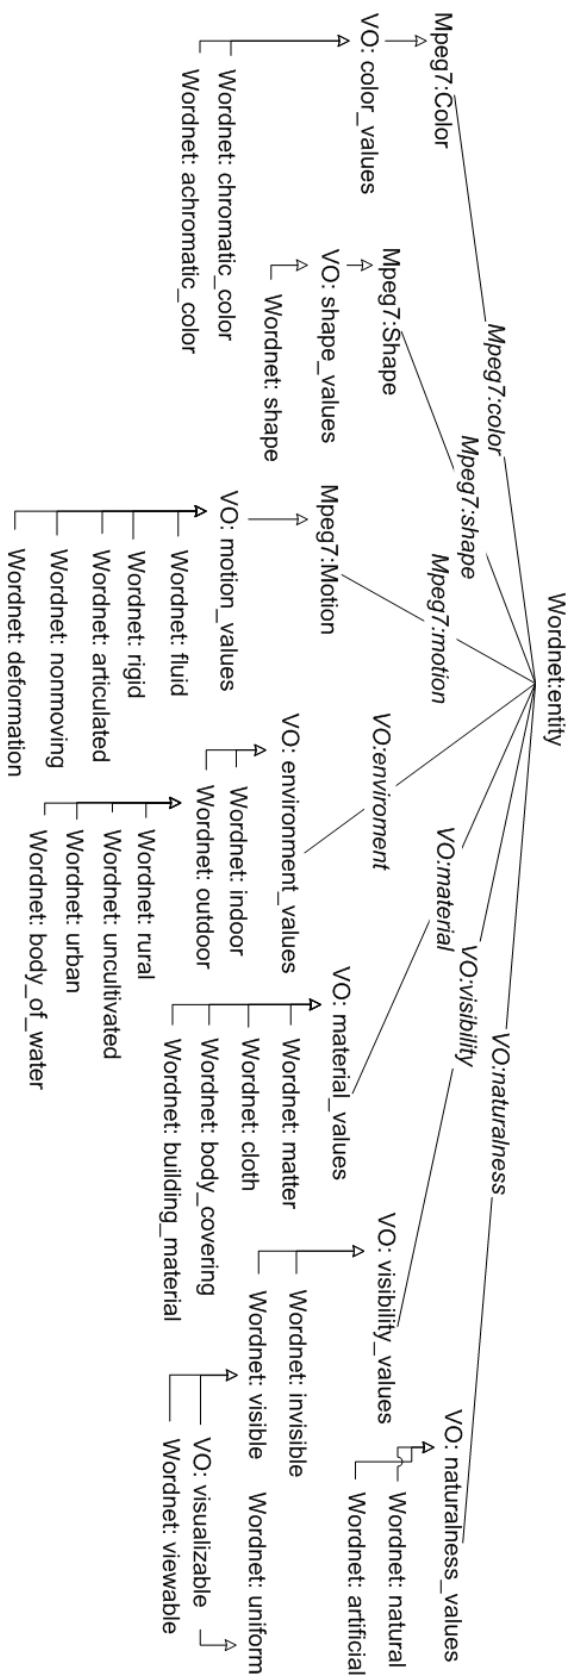 Wordnet:entity
Mpeg7:color
Mpeg7:shape
Mpeg7:motion
VO:enviroment
VO:material
VO:visibility
VO:naturalness
Mpeg7:Color
VO: color_values
Wordnet: chromatic_color
Wordnet: achromatic_color
Mpeg7:Shape
VO: shape_values
Wordnet: shape
Mpeg7:Motion
VO: motion_values
Wordnet: fluid
Wordnet: rigid
Wordnet: articulated
Wordnet: nonmoving
Wordnet: deformation
VO: environment_values
Wordnet: indoor
Wordnet: outdoor
Wordnet: rural
Wordnet: uncultivated
Wordnet: urban
Wordnet: body_of_water
VO: material_values
Wordnet: matter
Wordnet: cloth
Wordnet: body_covering
Wordnet: building_material
VO: visibility_values
Wordnet: invisible
Wordnet: visible
VO: visualizable
Wordnet: viewable
Wordnet: uniform
VO: naturalness_values
Wordnet: natural
Wordnet: artificial